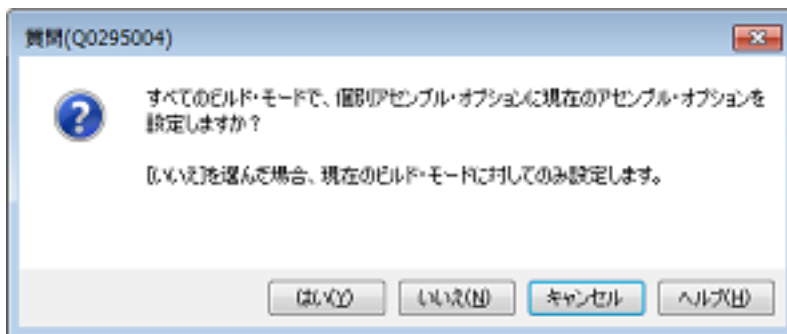 質問(Q0295004)
すべてのビルド・モードで、個別アセンブル・オプションに現在のアセンブル・オプションを
設定しますか？
[いいえ]を選んだ場合、現在のビルド・モードに対してのみ設定します。
はい(Y)
いいえ(N)
キャンセル
ヘルプ(H)